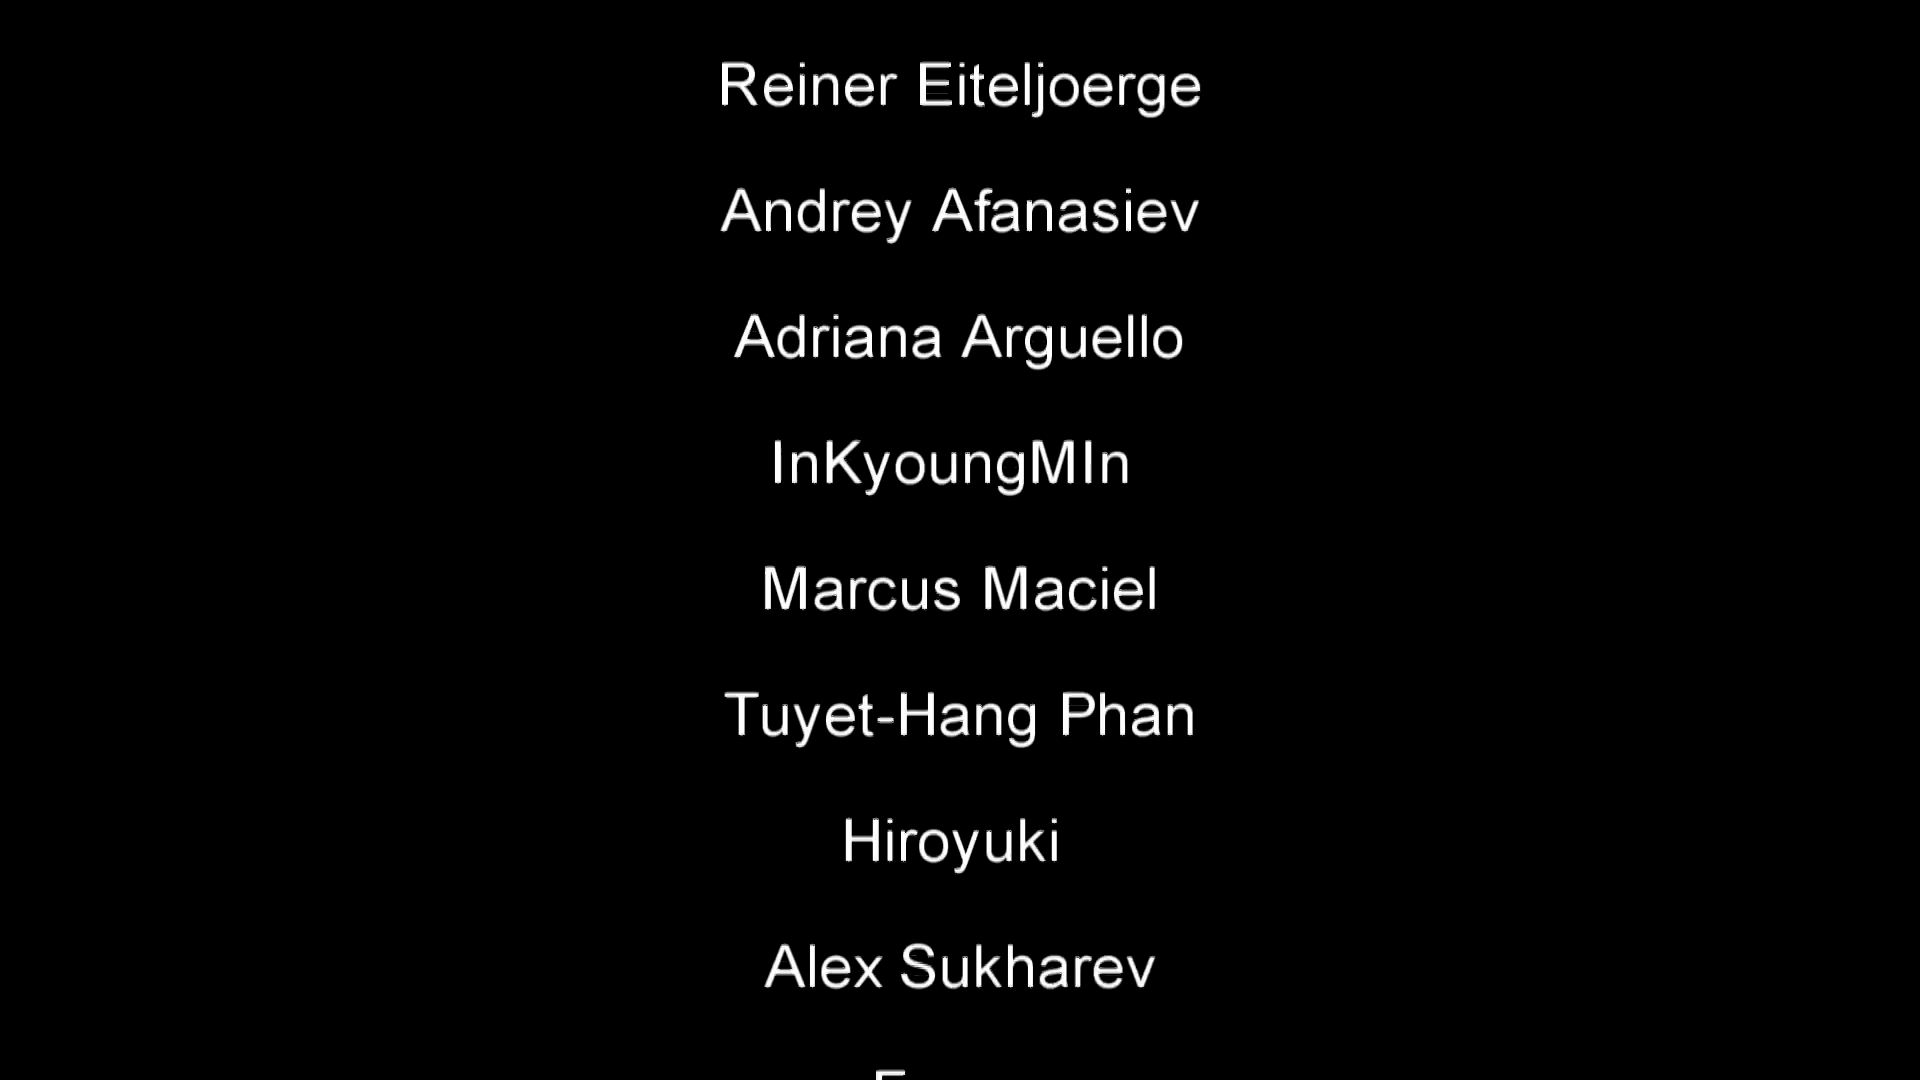 Reiner Eiteljoerge
Andrey Afanasiev
Adriana Arguello
InKyoungMIn
Marcus Maciel
Tuyet-Hang Phan
Hiroyuki
Alex Sukharev